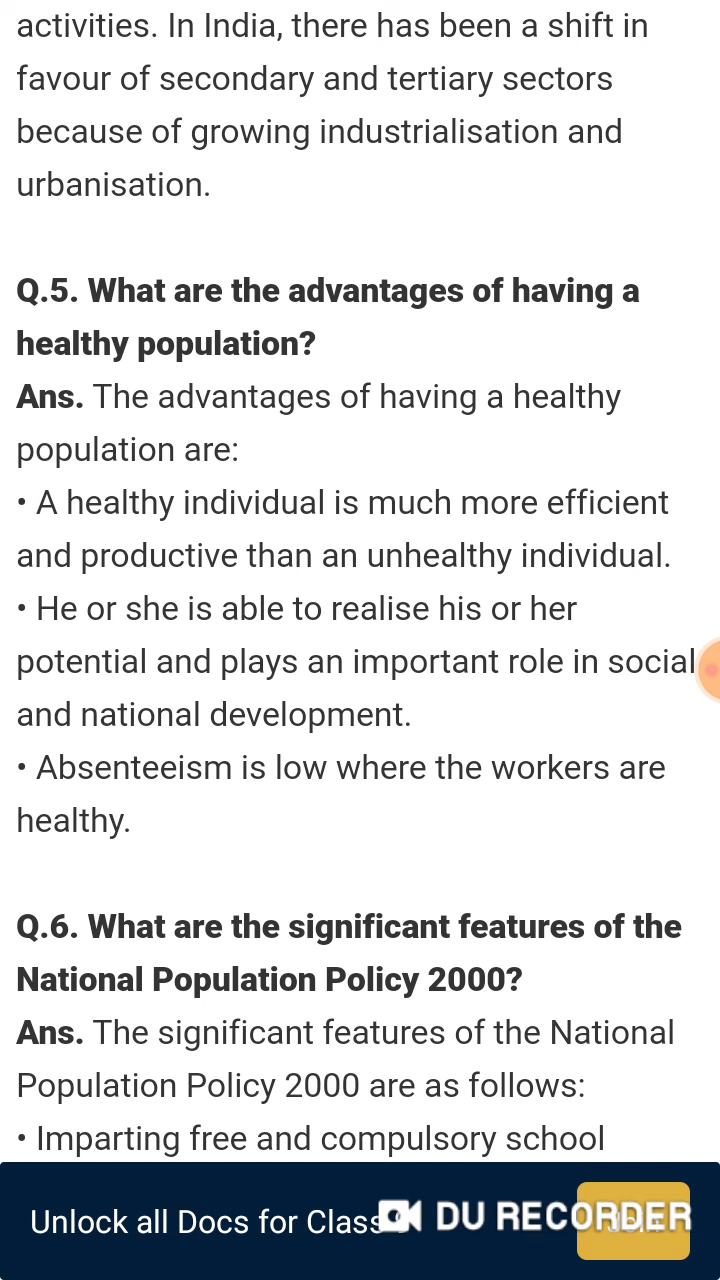 activities. In India, there has been a shift in
favour of secondary and tertiary sectors
because of growing industrialisation and
urbanisation.
Q.5. What are the advantages of having a
healthy population?
Ans. The advantages of having a healthy
population are:
• A healthy individual is much more efficient
and productive than an unhealthy individual.
• He or she is able to realise his or her
potential and plays an important role in social
and national development.
• Absenteeism is low where the workers are
healthy.
Q.6. What are the significant features of the
National Population Policy 2000?
Ans. The significant features of the National
Population Policy 2000 are as follows:
• Imparting free and compulsory school
Unlock all Docs for Class
DU RECORDER